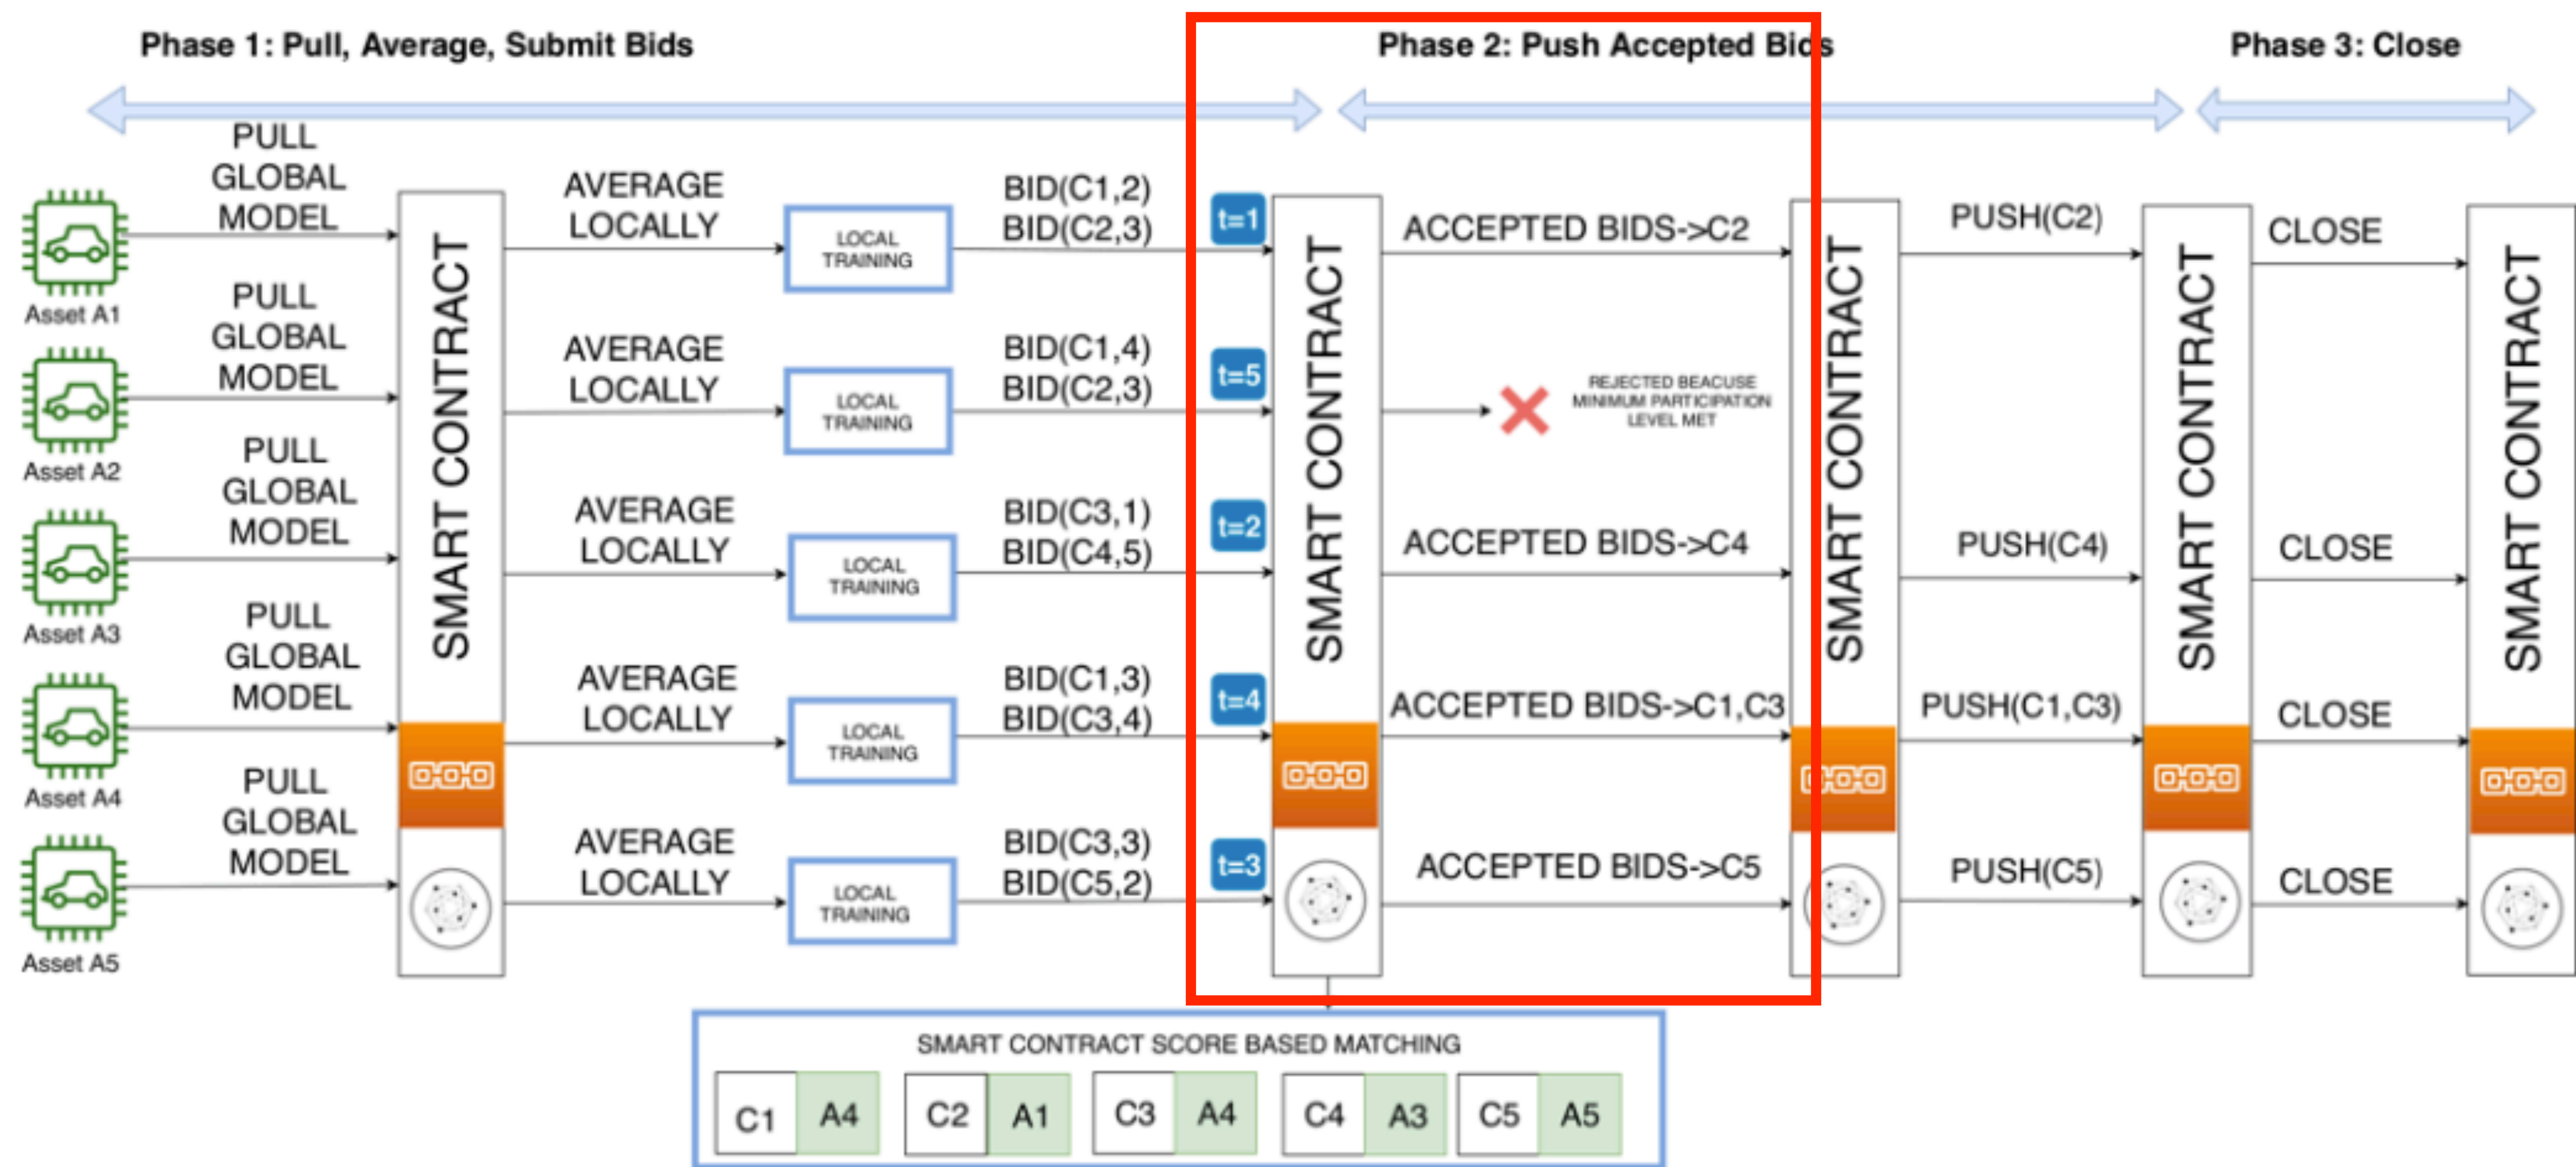 Phase 1: Pull, Average, Submit Bids
Phase 2: Push Accepted Bids
Phase 3: Close
PULL
GLOBAL
MODEL
Asset A1
PULL
GLOBAL
MODEL
Asset A2
PULL
GLOBAL
MODEL
Asset A3
PULL
GLOBAL
MODEL
Asset A4
PULL
GLOBAL
MODEL
Asset A5
SMART CONTRACT
AVERAGE
LOCALLY
LOCAL
TRAINING
BID(C1,2)
BID(C2,3)
t=1
AVERAGE
LOCALLY
LOCAL
TRAINING
BID(C1,4)
BID(C2,3)
t=5
AVERAGE
LOCALLY
LOCAL
TRAINING
BID(C3,1)
BID(C4,5)
t=2
AVERAGE
LOCALLY
LOCAL
TRAINING
BID(C1,3)
BID(C3,4)
t=4
AVERAGE
LOCALLY
LOCAL
TRAINING
BID(C3,3)
BID(C5,2)
t=3
SMART CONTRACT
ACCEPTED BIDS->C2
REJECTED BEACUSE
MINIMUM PARTICIPATION
LEVEL MET
ACCEPTED BIDS->C4
ACCEPTED BIDS->C1,C3
ACCEPTED BIDS->C5
SMART CONTRACT
PUSH(C2)
PUSH(C4)
PUSH(C1,C3)
PUSH(C5)
SMART CONTRACT
CLOSE
CLOSE
CLOSE
CLOSE
SMART CONTRACT
SMART CONTRACT SCORE BASED MATCHING
C1 A4 C2 A1 C3 A4 C4 A3 C5 A5